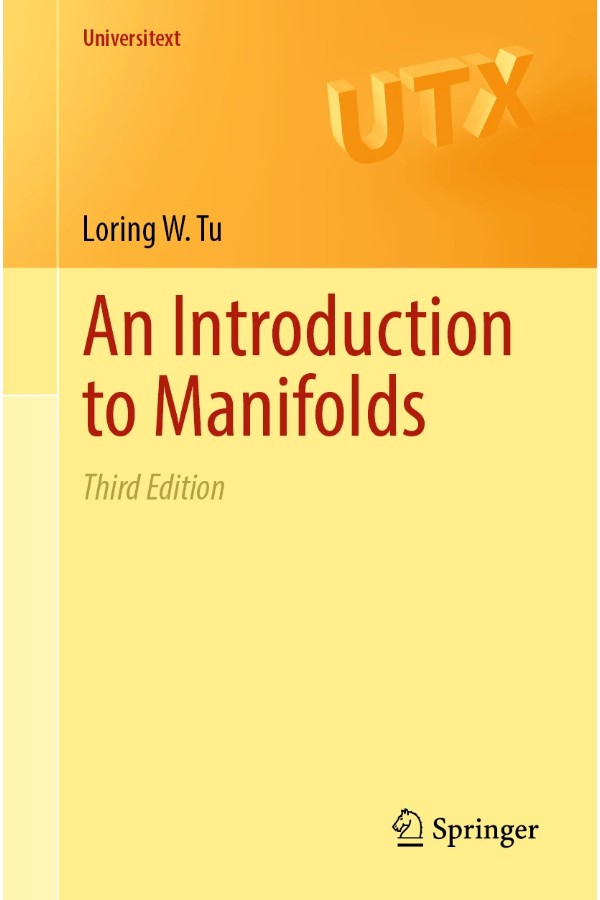 Universitext
UTX
Loring W. Tu
An Introduction
to Manifolds
Third Edition
Springer